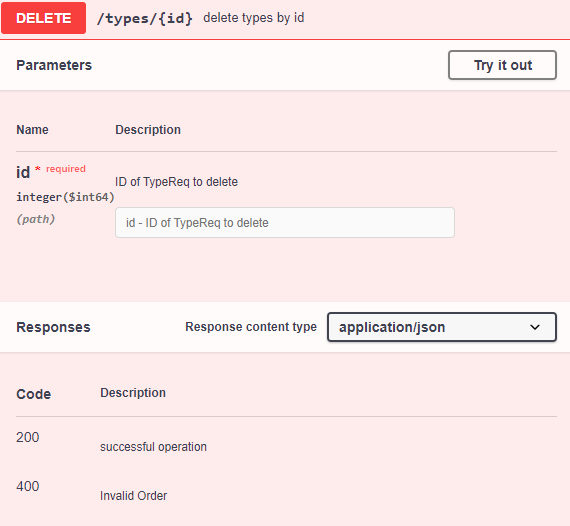 DELETE /types/{id} delete types by id
Parameters Try it out
Name Description
id * required
integer($int64) ID of TypeReq to delete
(path) id - ID of TypeReq to delete
Responses Response content type application/json
Code Description
200 successful operation
400 Invalid Order